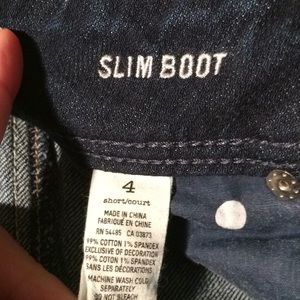 SLIM BOOT
4
short/court
MADE IN CHINA
FABRIQUÉ EN CHINE
RN 54485 CA 03873
99% COTTON 1% SPANDEX
EXCLUSIVE OF DECORATION
99% COTON 1% SPANDEX
SANS LES DÉCORATIONS
MACHINE WASH COLD
SEPARATELY
DO NOT BLEACH